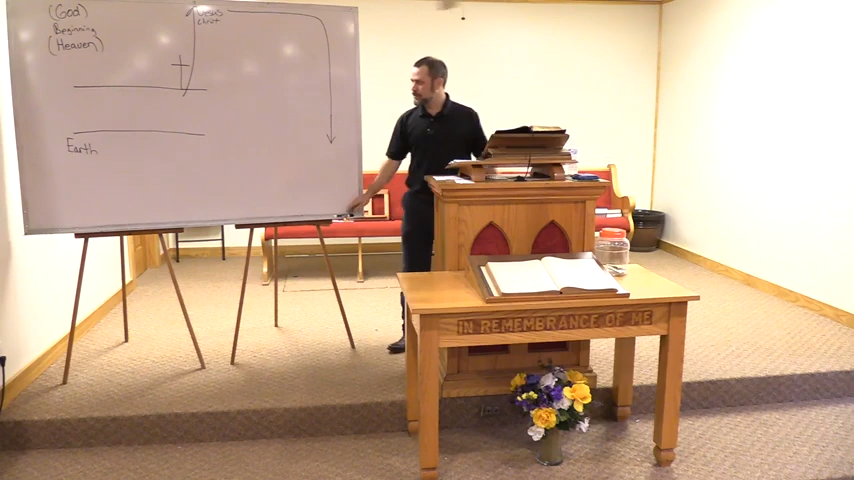 (God)
Beginning
(Heaven)
Jesus
Christ
Earth
IN REMEMBRANCE OF ME